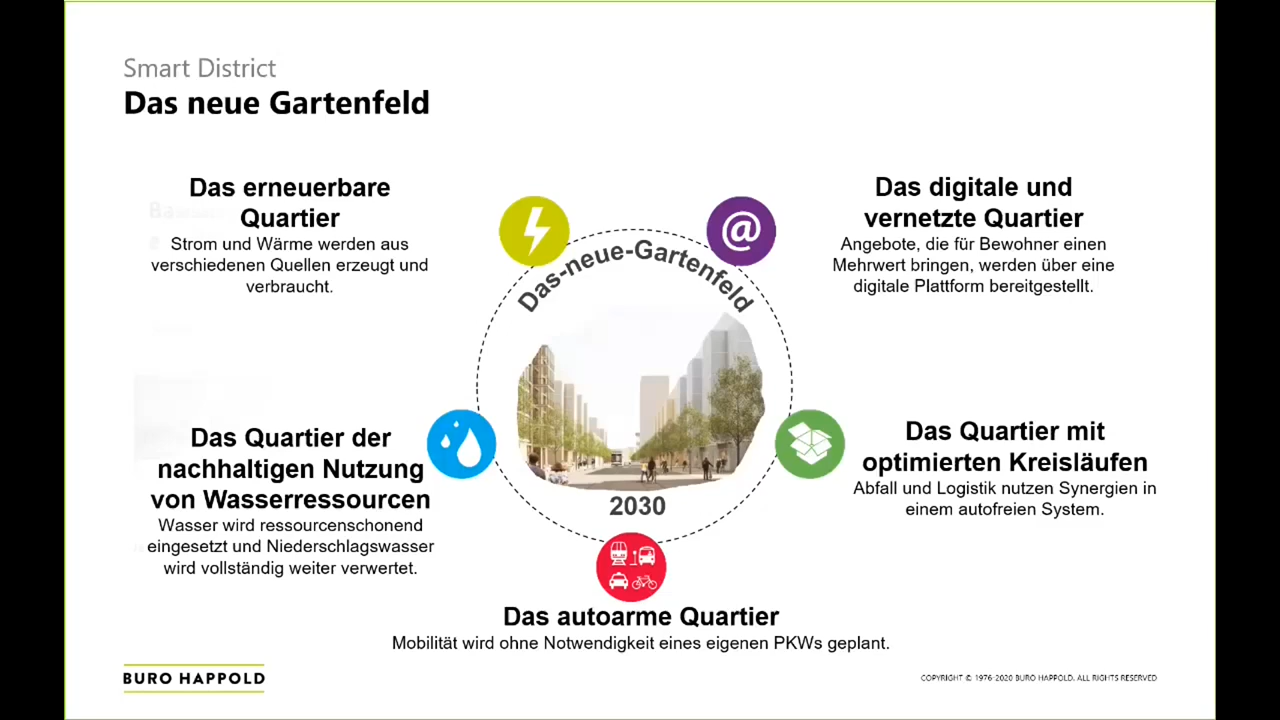 Smart District
Das neue Gartenfeld
Das erneuerbare
Quartier
Strom und Wärme werden aus
verschiedenen Quellen erzeugt und
verbraucht.
Das digitale und
vernetzte Quartier
Angebote, die für Bewohner einen
Mehrwert bringen, werden über eine
digitale Plattform bereitgestellt.
@
Das-neue-Gartenfeld
2030
Das Quartier der
nachhaltigen Nutzung
von Wasserressourcen
Wasser wird ressourcenschonend
eingesetzt und Niederschlagswasser
wird vollständig weiter verwertet.
Das Quartier mit
optimierten Kreisläufen
Abfall und Logistik nutzen Synergien in
einem autofreien System.
Das autoarme Quartier
Mobilität wird ohne Notwendigkeit eines eigenen PKWs geplant.
BURO HAPPOLD
COPYRIGHT © 1976-2020 BURO HAPPOLD. ALL RIGHTS RESERVED